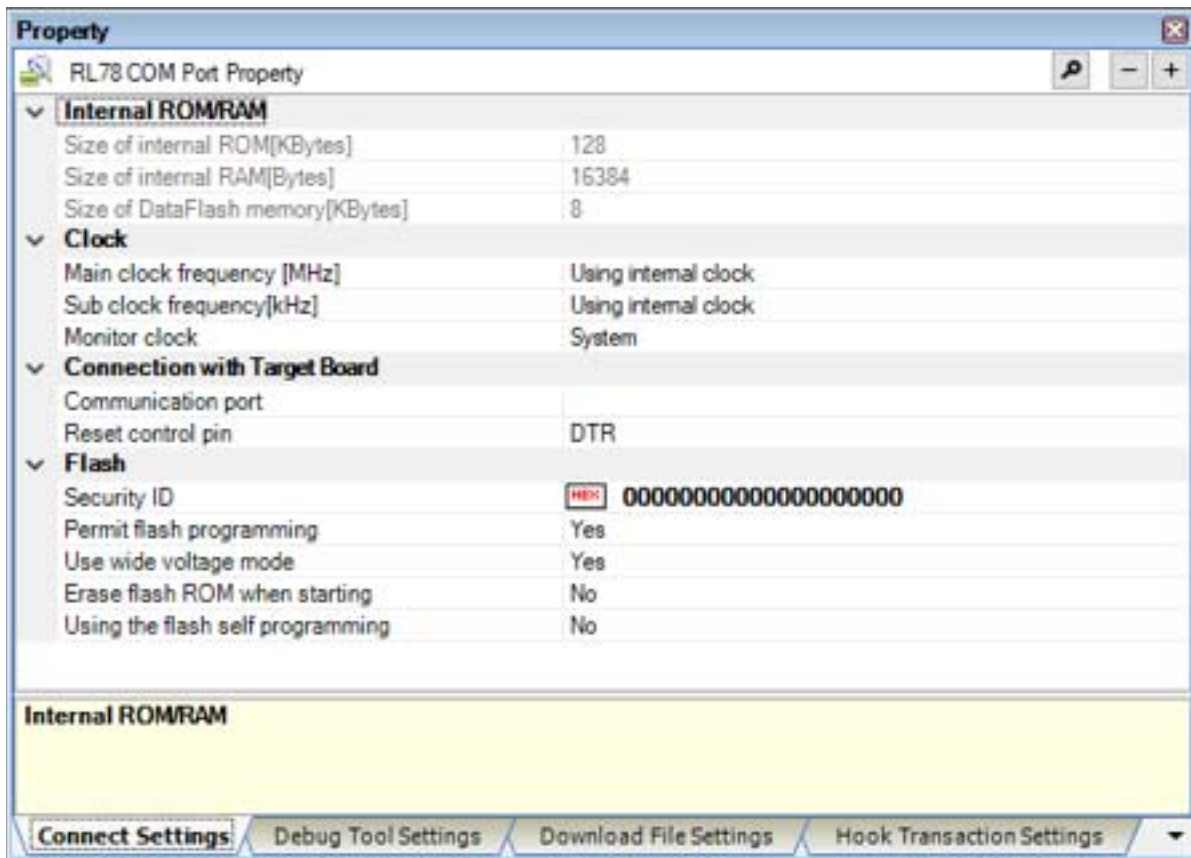 Property
RL78 COM Port Property
Internal ROM/RAM
Size of internal ROM[KBytes] 128
Size of internal RAM[Bytes] 16384
Size of DataFlash memory[KBytes] 8
Clock
Main clock frequency [MHz] Using internal clock
Sub clock frequency[kHz] Using internal clock
Monitor clock System
Connection with Target Board
Communication port
Reset control pin DTR
Flash
Security ID HEX 00000000000000000000
Permit flash programming Yes
Use wide voltage mode Yes
Erase flash ROM when starting No
Using the flash self programming No
Internal ROM/RAM
Connect Settings Debug Tool Settings Download File Settings Hook Transaction Settings